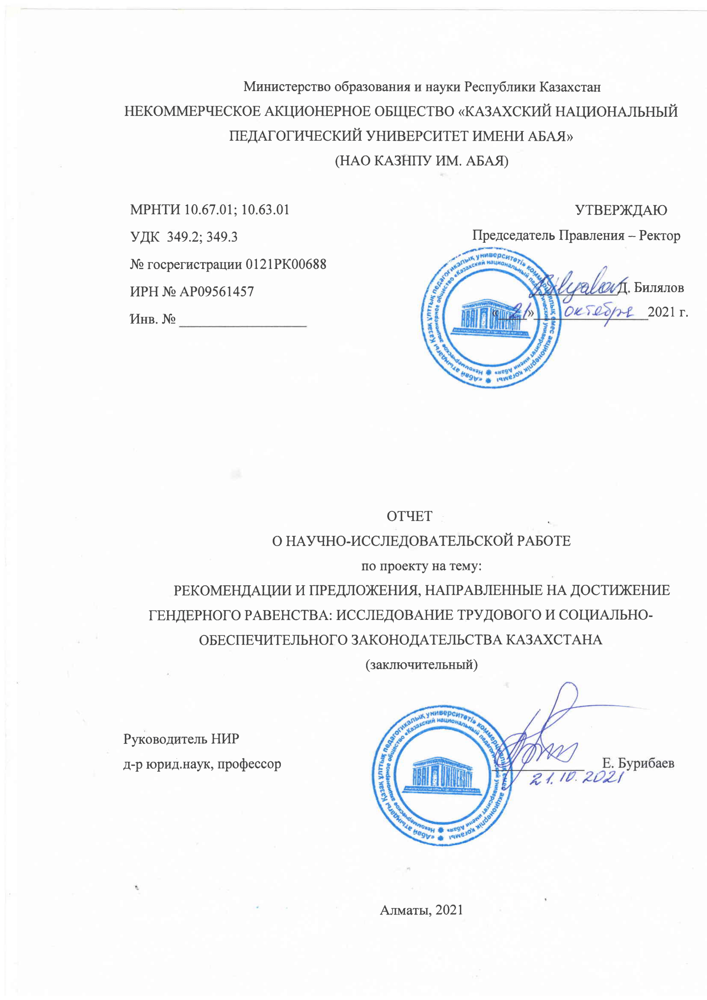 Министерство образования и науки Республики Казахстан
НЕКОММЕРЧЕСКОЕ АКЦИОНЕРНОЕ ОБЩЕСТВО «КАЗАХСКИЙ НАЦИОНАЛЬНЫЙ
ПЕДАГОГИЧЕСКИЙ УНИВЕРСИТЕТ ИМЕНИ АБАЯ»
(НАО КАЗНПУ ИМ. АБАЯ)
МРНТИ 10.67.01; 10.63.01
УДК 349.2; 349.3
№ госрегистрации 0121РК00688
ИРН № АР09561457
Инв. №
УТВЕРЖДАЮ
Председатель Правления – Ректор
Bilyalov Д. Билялов
«21» октября 2021 г.
«Абай атындағы Қазақ ұлттық педагогикалық университеті» коммерциялық емес акционерлік қоғамы
Некоммерческое акционерное общество «Казахский национальный педагогический университет имени Абая»
ABAI UNIVERSITY
ОТЧЕТ
О НАУЧНО-ИССЛЕДОВАТЕЛЬСКОЙ РАБОТЕ
по проекту на тему:
РЕКОМЕНДАЦИИ И ПРЕДЛОЖЕНИЯ, НАПРАВЛЕННЫЕ НА ДОСТИЖЕНИЕ
ГЕНДЕРНОГО РАВЕНСТВА: ИССЛЕДОВАНИЕ ТРУДОВОГО И СОЦИАЛЬНО-
ОБЕСПЕЧИТЕЛЬНОГО ЗАКОНОДАТЕЛЬСТВА КАЗАХСТАНА
(заключительный)
Руководитель НИР
д-р юрид.наук, профессор
Е. Бурибаев
21.10.2021
«Абай атындағы Қазақ ұлттық педагогикалық университеті» коммерциялық емес акционерлік қоғамы
Некоммерческое акционерное общество «Казахский национальный педагогический университет имени Абая»
ABAI UNIVERSITY
Алматы, 2021